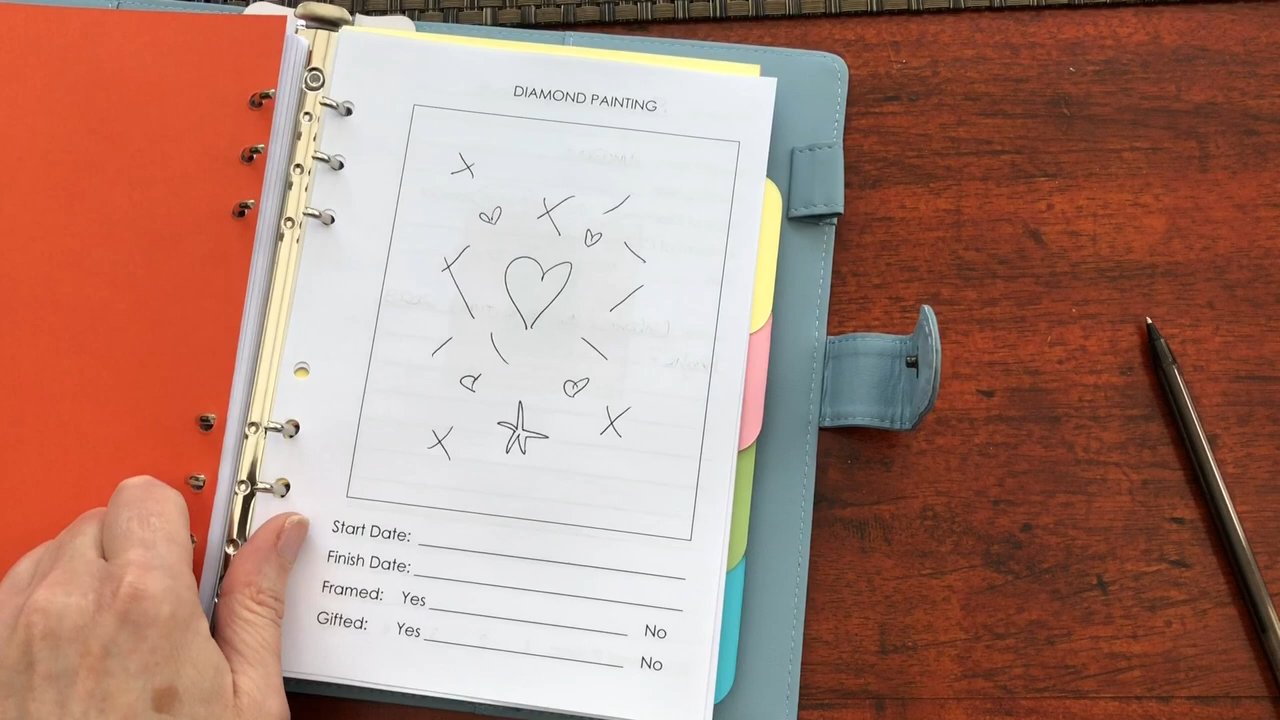 DIAMOND PAINTING
Start Date:
Finish Date:
Framed: Yes No
Gifted: Yes No